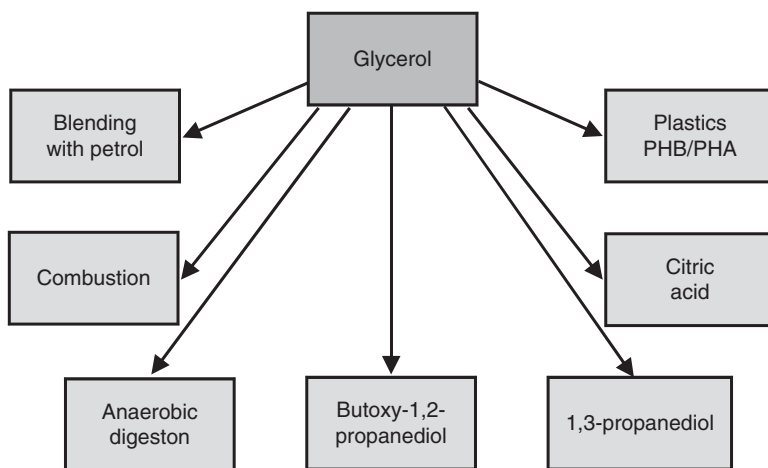 Glycerol
Blending
with petrol
Plastics
PHB/PHA
Combustion
Citric
acid
Anaerobic
digeston
Butoxy-1,2-
propanediol
1,3-propanediol